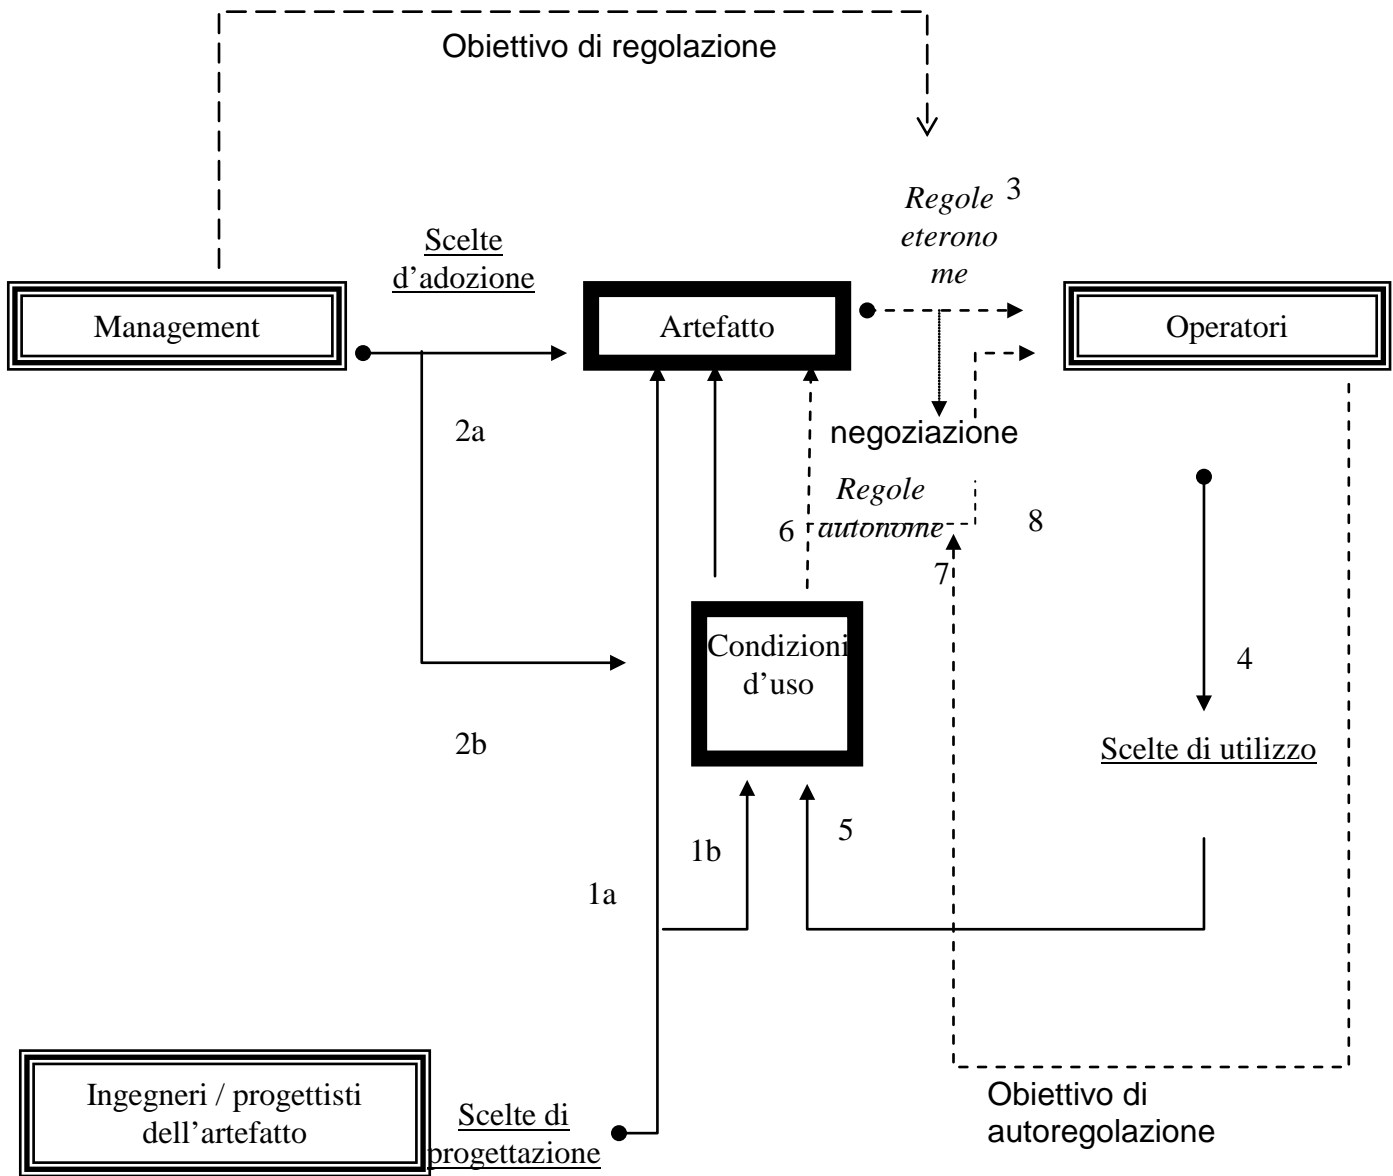 Obiettivo di regolazione
Regole 3
eterono
me
Scelte
d’adozione
Management
Artefatto
Operatori
2a
negoziazione
Regole
autonome
6
8
7
Condizioni
d’uso
4
2b
Scelte di utilizzo
5
1b
1a
Ingegneri / progettisti
dell’artefatto
Scelte di
progettazione
Obiettivo di
autoregolazione